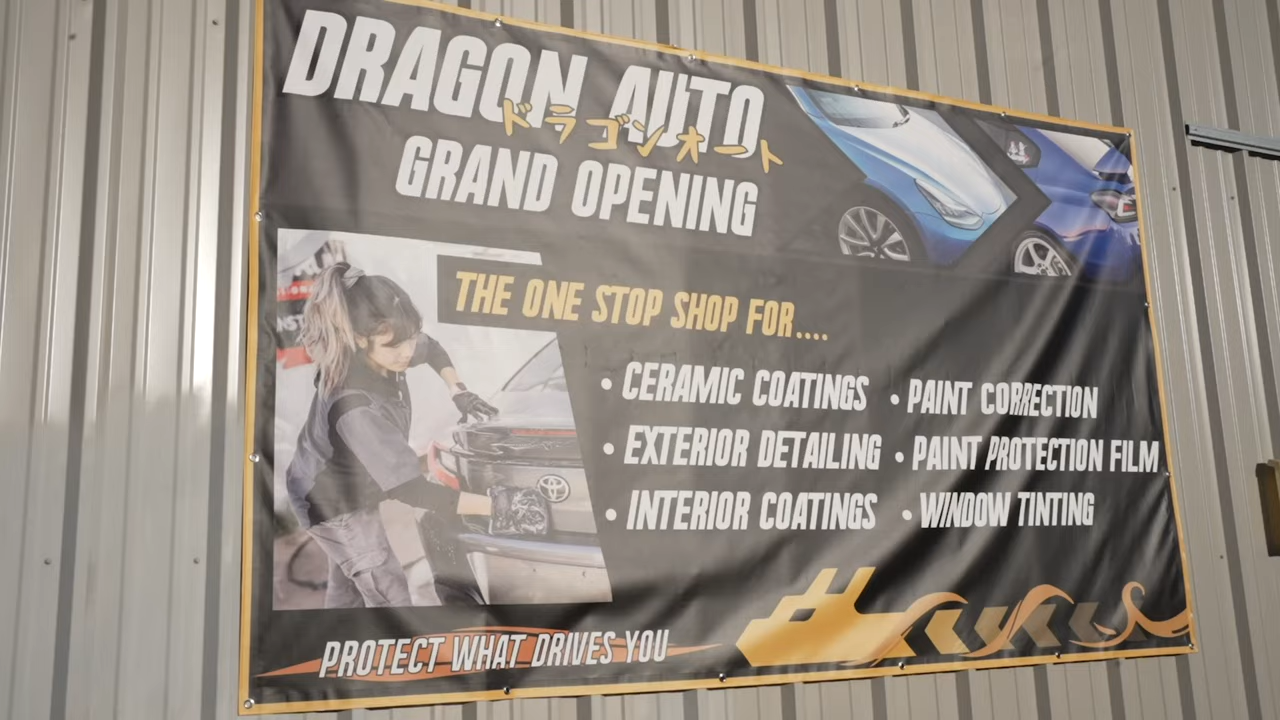 DRAGON AUTO
ドラゴンオート
GRAND OPENING
THE ONE STOP SHOP FOR....
• CERAMIC COATINGS
• EXTERIOR DETAILING
• INTERIOR COATINGS
• PAINT CORRECTION
• PAINT PROTECTION FILM
• WINDOW TINTING
PROTECT WHAT DRIVES YOU